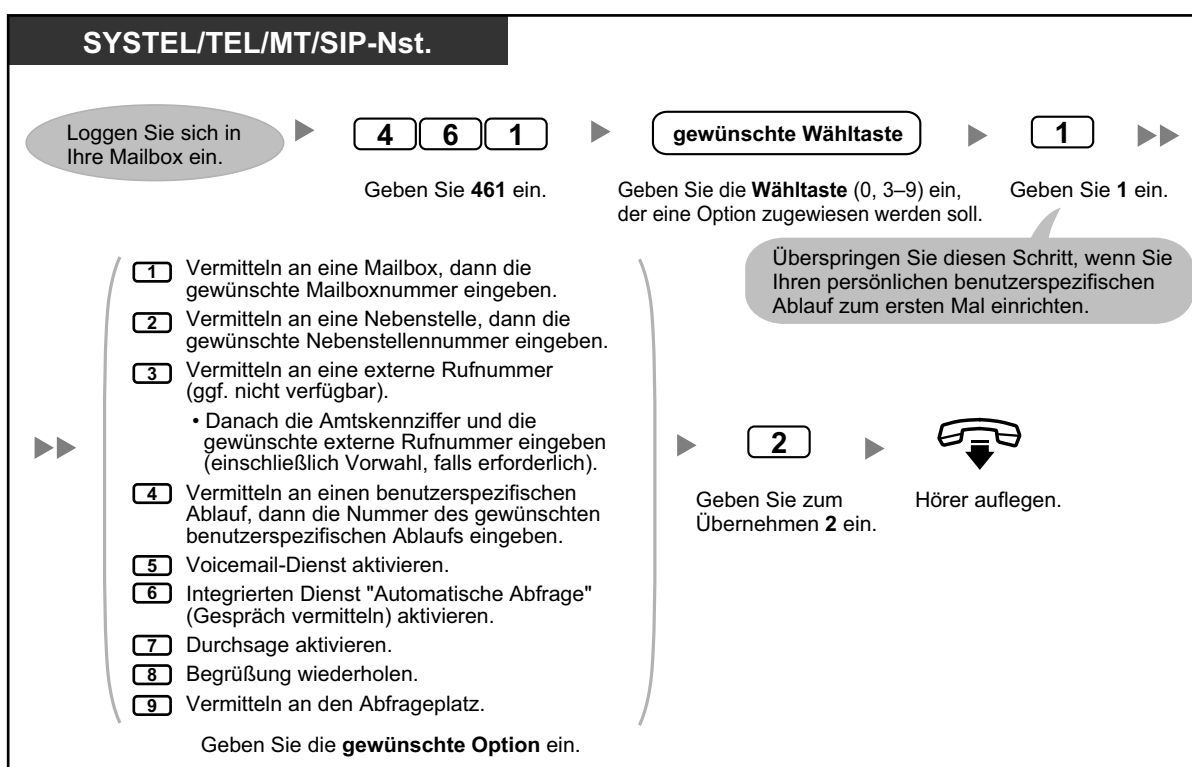 SYSTEL/TEL/MT/SIP-Nst.
Loggen Sie sich in
Ihre Mailbox ein.
4 6 1
Geben Sie 461 ein.
gewünschte Wähltaste
Geben Sie die Wähltaste (0, 3–9) ein,
der eine Option zugewiesen werden soll.
1
Geben Sie 1 ein.
Überspringen Sie diesen Schritt, wenn Sie
Ihren persönlichen benutzerspezifischen
Ablauf zum ersten Mal einrichten.
1 Vermitteln an eine Mailbox, dann die
gewünschte Mailboxnummer eingeben.
2 Vermitteln an eine Nebenstelle, dann die
gewünschte Nebenstellennummer eingeben.
3 Vermitteln an eine externe Rufnummer
(ggf. nicht verfügbar).
• Danach die Amtskennziffer und die
gewünschte externe Rufnummer eingeben
(einschließlich Vorwahl, falls erforderlich).
4 Vermitteln an einen benutzerspezifischen
Ablauf, dann die Nummer des gewünschten
benutzerspezifischen Ablaufs eingeben.
5 Voicemail-Dienst aktivieren.
6 Integrierten Dienst "Automatische Abfrage"
(Gespräch vermitteln) aktivieren.
7 Durchsage aktivieren.
8 Begrüßung wiederholen.
9 Vermitteln an den Abfrageplatz.
Geben Sie die gewünschte Option ein.
2
Geben Sie zum
Übernehmen 2 ein.
Hörer auflegen.